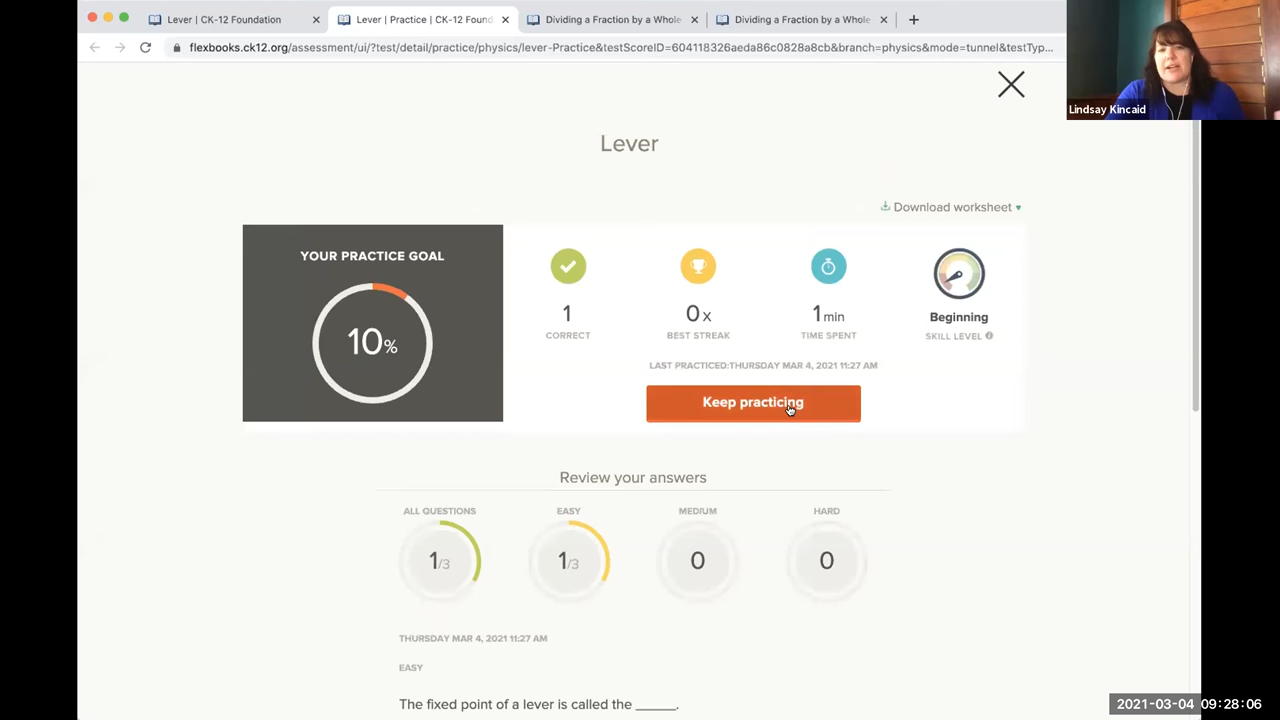 Lever | CK-12 Foundation
Lever | Practice | CK-12 Found
Dividing a Fraction by a Whole
Dividing a Fraction by a Whole
flexbooks.ck12.org/assessment/ui/?test/detail/practice/physics/lever-Practice&testScoreID=604118326aeda86c0828a8cb&branch=physics&mode=tunnel&testTyp...
Lindsay Kincaid
Lever
Download worksheet
YOUR PRACTICE GOAL
10%
1
CORRECT
0 x
BEST STREAK
1 min
TIME SPENT
Beginning
SKILL LEVEL
LAST PRACTICED:THURSDAY MAR 4, 2021 11:27 AM
Keep practicing
Review your answers
ALL QUESTIONS
EASY
MEDIUM
HARD
1/3
1/3
0
0
THURSDAY MAR 4, 2021 11:27 AM
EASY
The fixed point of a lever is called the _____.
2021-03-04 09:28:06